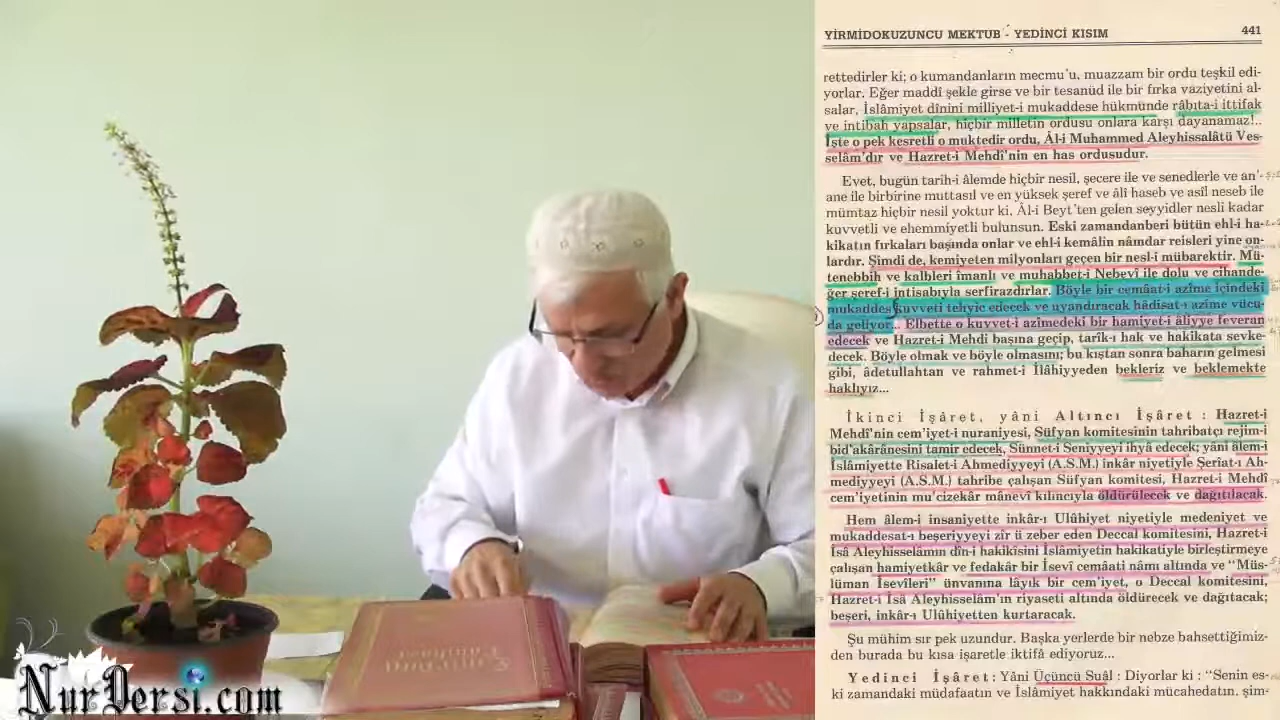 YİRMİDOKUZUNCU MEKTUB - YEDİNCİ KISIM 441
rettedirler ki; o kumandanların mecmu'u, muazzam bir ordu teşkil edi-
yorlar. Eğer maddî şekle girse ve bir tesanüd ile bir fırka vaziyetini al-
salar, İslâmiyet dînini milliyet-i mukaddese hükmünde râbıta-i ittifak
ve intibah yapsalar, hiçbir milletin ordusu onlara karşı dayanamaz!..
İşte o pek kesretli o muktedir ordu, Âl-i Muhammed Aleyhissalâtü Ves-
selâm'dır ve Hazret-i Mehdî'nin en has ordusudur.
Evet, bugün tarih-i âlemde hiçbir nesil, şecere ile ve senedlerle ve an'-
ane ile birbirine muttasıl ve en yüksek şeref ve âlî haseb ve asîl neseb ile
mümtaz hiçbir nesil yoktur ki, Âl-i Beyt'ten gelen seyyidler nesli kadar
kuvvetli ve ehemmiyetli bulunsun. Eski zamandanberi bütün ehl-i ha-
kikatın fırkaları başında onlar ve ehl-i kemâlin nâmdar reisleri yine on-
lardır. Şimdi de, kemiyeten milyonları geçen bir nesl-i mübarektir. Mü-
tenebbih ve kalbleri îmanlı ve muhabbet-i Nebevî ile dolu ve cihande-
ğer şeref-i intisabıyla serfirazdırlar. Böyle bir cemâat-i azîme içindeki
mukaddes kuvveti tehyic edecek ve uyandıracak hâdisat-ı azîme vücu-
da geliyor... Elbette o kuvvet-i azîmedeki bir hamiyet-i âliyye feveran
edecek ve Hazret-i Mehdî başına geçip, tarîk-ı hak ve hakikata sevke-
decek. Böyle olmak ve böyle olmasını; bu kıştan sonra baharın gelmesi
gibi, âdetullahtan ve rahmet-i İlâhiyyeden bekleriz ve beklemekte
haklıyız...
İkinci İşâret, yâni Altıncı İşâret : Hazret-i
Mehdî'nin cem'iyet-i nuraniyesi, Süfyan komitesinin tahribatçı rejim-i
bid'akârânesini tamir edecek, Sünnet-i Seniyyeyi ihyâ edecek; yâni âlem-i
İslâmiyette Risalet-i Ahmediyyeyi (A.S.M.) inkâr niyetiyle Şerîat-ı Ah-
mediyyeyi (A.S.M.) tahribe çalışan Süfyan komitesi, Hazret-i Mehdî
cem'iyetinin mu'cizekâr mânevî kılıncıyla öldürülecek ve dağıtılacak.
Hem âlem-i insaniyette inkâr-ı Ulûhiyet niyetiyle medeniyet ve
mukaddesat-ı beşeriyyeyi zîr ü zeber eden Deccal komitesini, Hazret-i
İsâ Aleyhisselâmın dîn-i hakikîsini İslâmiyetin hakikatiyle birleştirmeye
çalışan hamiyetkâr ve fedakâr bir İsevî cemâati nâmı altında ve "Müs-
lüman İsevîleri" ünvanına lâyık bir cem'iyet, o Deccal komitesini,
Hazret-i İsâ Aleyhisselâm'ın riyaseti altında öldürecek ve dağıtacak;
beşeri, inkâr-ı Ulûhiyetten kurtaracak.
Şu mühim sır pek uzundur. Başka yerlerde bir nebze bahsettiğimiz-
den burada bu kısa işaretle iktifâ ediyoruz...
Yedinci İşâret: Yâni Üçüncü Suâl : Diyorlar ki : "Senin es-
ki zamandaki müdafaatın ve İslâmiyet hakkındaki mücahedatın, şim-
NurDersi.com